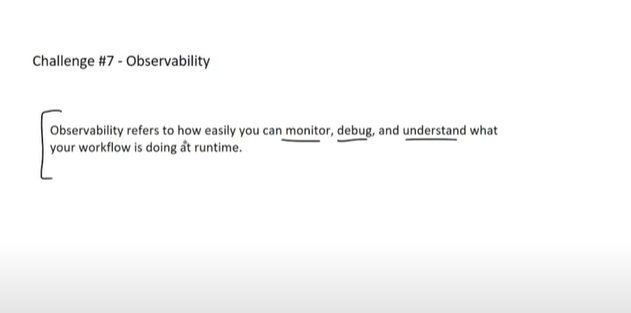 Challenge #7 - Observability
Observability refers to how easily you can monitor, debug, and understand what
your workflow is doing at runtime.